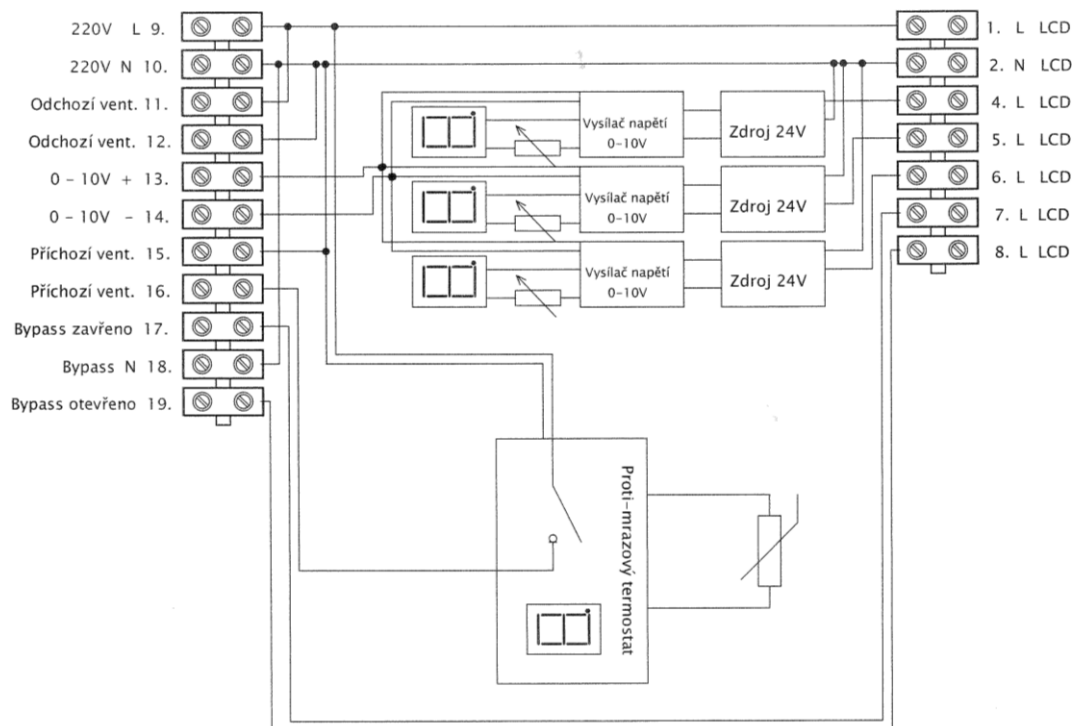 220V L 9.
220V N 10.
Odchozí vent. 11.
Odchozí vent. 12.
0 – 10V + 13.
0 – 10V – 14.
Příchozí vent. 15.
Příchozí vent. 16.
Bypass zavřeno 17.
Bypass N 18.
Bypass otevřeno 19.
Vysílač napětí
0–10V
Zdroj 24V
Vysílač napětí
0–10V
Zdroj 24V
Vysílač napětí
0–10V
Zdroj 24V
Proti–mrazový termostat
1. L LCD
2. N LCD
4. L LCD
5. L LCD
6. L LCD
7. L LCD
8. L LCD